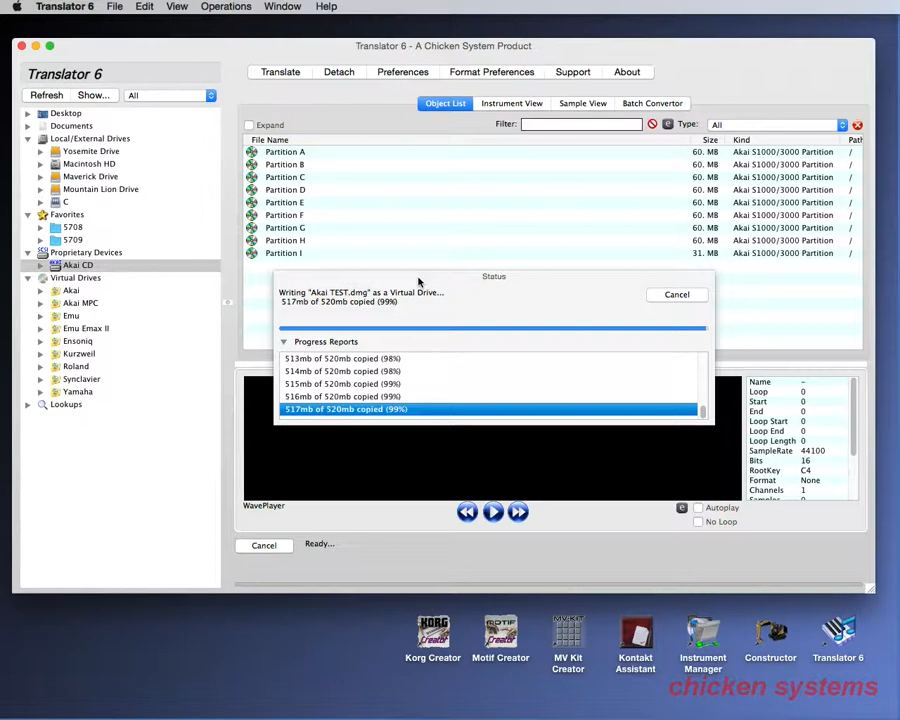 Translator 6 File Edit View Operations Window Help
Translator 6 - A Chicken System Product
Translator 6
Refresh Show... All
Translate Detach Preferences Format Preferences Support About
Object List Instrument View Sample View Batch Convertor
Expand Filter: Type: All
File Name Size Kind Path
Partition A 60. MB Akai S1000/3000 Partition /
Partition B 60. MB Akai S1000/3000 Partition /
Partition C 60. MB Akai S1000/3000 Partition /
Partition D 60. MB Akai S1000/3000 Partition /
Partition E 60. MB Akai S1000/3000 Partition /
Partition F 60. MB Akai S1000/3000 Partition /
Partition G 60. MB Akai S1000/3000 Partition /
Partition H 60. MB Akai S1000/3000 Partition /
Partition I 31. MB Akai S1000/3000 Partition /
Desktop
Documents
Local/External Drives
Yosemite Drive
Macintosh HD
Maverick Drive
Mountain Lion Drive
C
Favorites
5708
5709
Proprietary Devices
Akai CD
Virtual Drives
Akai
Akai MPC
Emu
Emu Emax II
Ensoniq
Kurzweil
Roland
Synclavier
Yamaha
Lookups
Status
Writing "Akai TEST.dmg" as a Virtual Drive...
517mb of 520mb copied (99%)
Cancel
Progress Reports
513mb of 520mb copied (98%)
514mb of 520mb copied (98%)
515mb of 520mb copied (99%)
516mb of 520mb copied (99%)
517mb of 520mb copied (99%)
Name -
Loop 0
Start 0
End 0
Loop Start 0
Loop End 0
Loop Length 0
SampleRate 44100
Bits 16
RootKey C4
Format None
Channels 1
WavePlayer
Autoplay
No Loop
Cancel Ready...
Korg Creator
Motif Creator
MV Kit Creator
Kontakt Assistant
Instrument Manager
Constructor
Translator 6
chicken systems